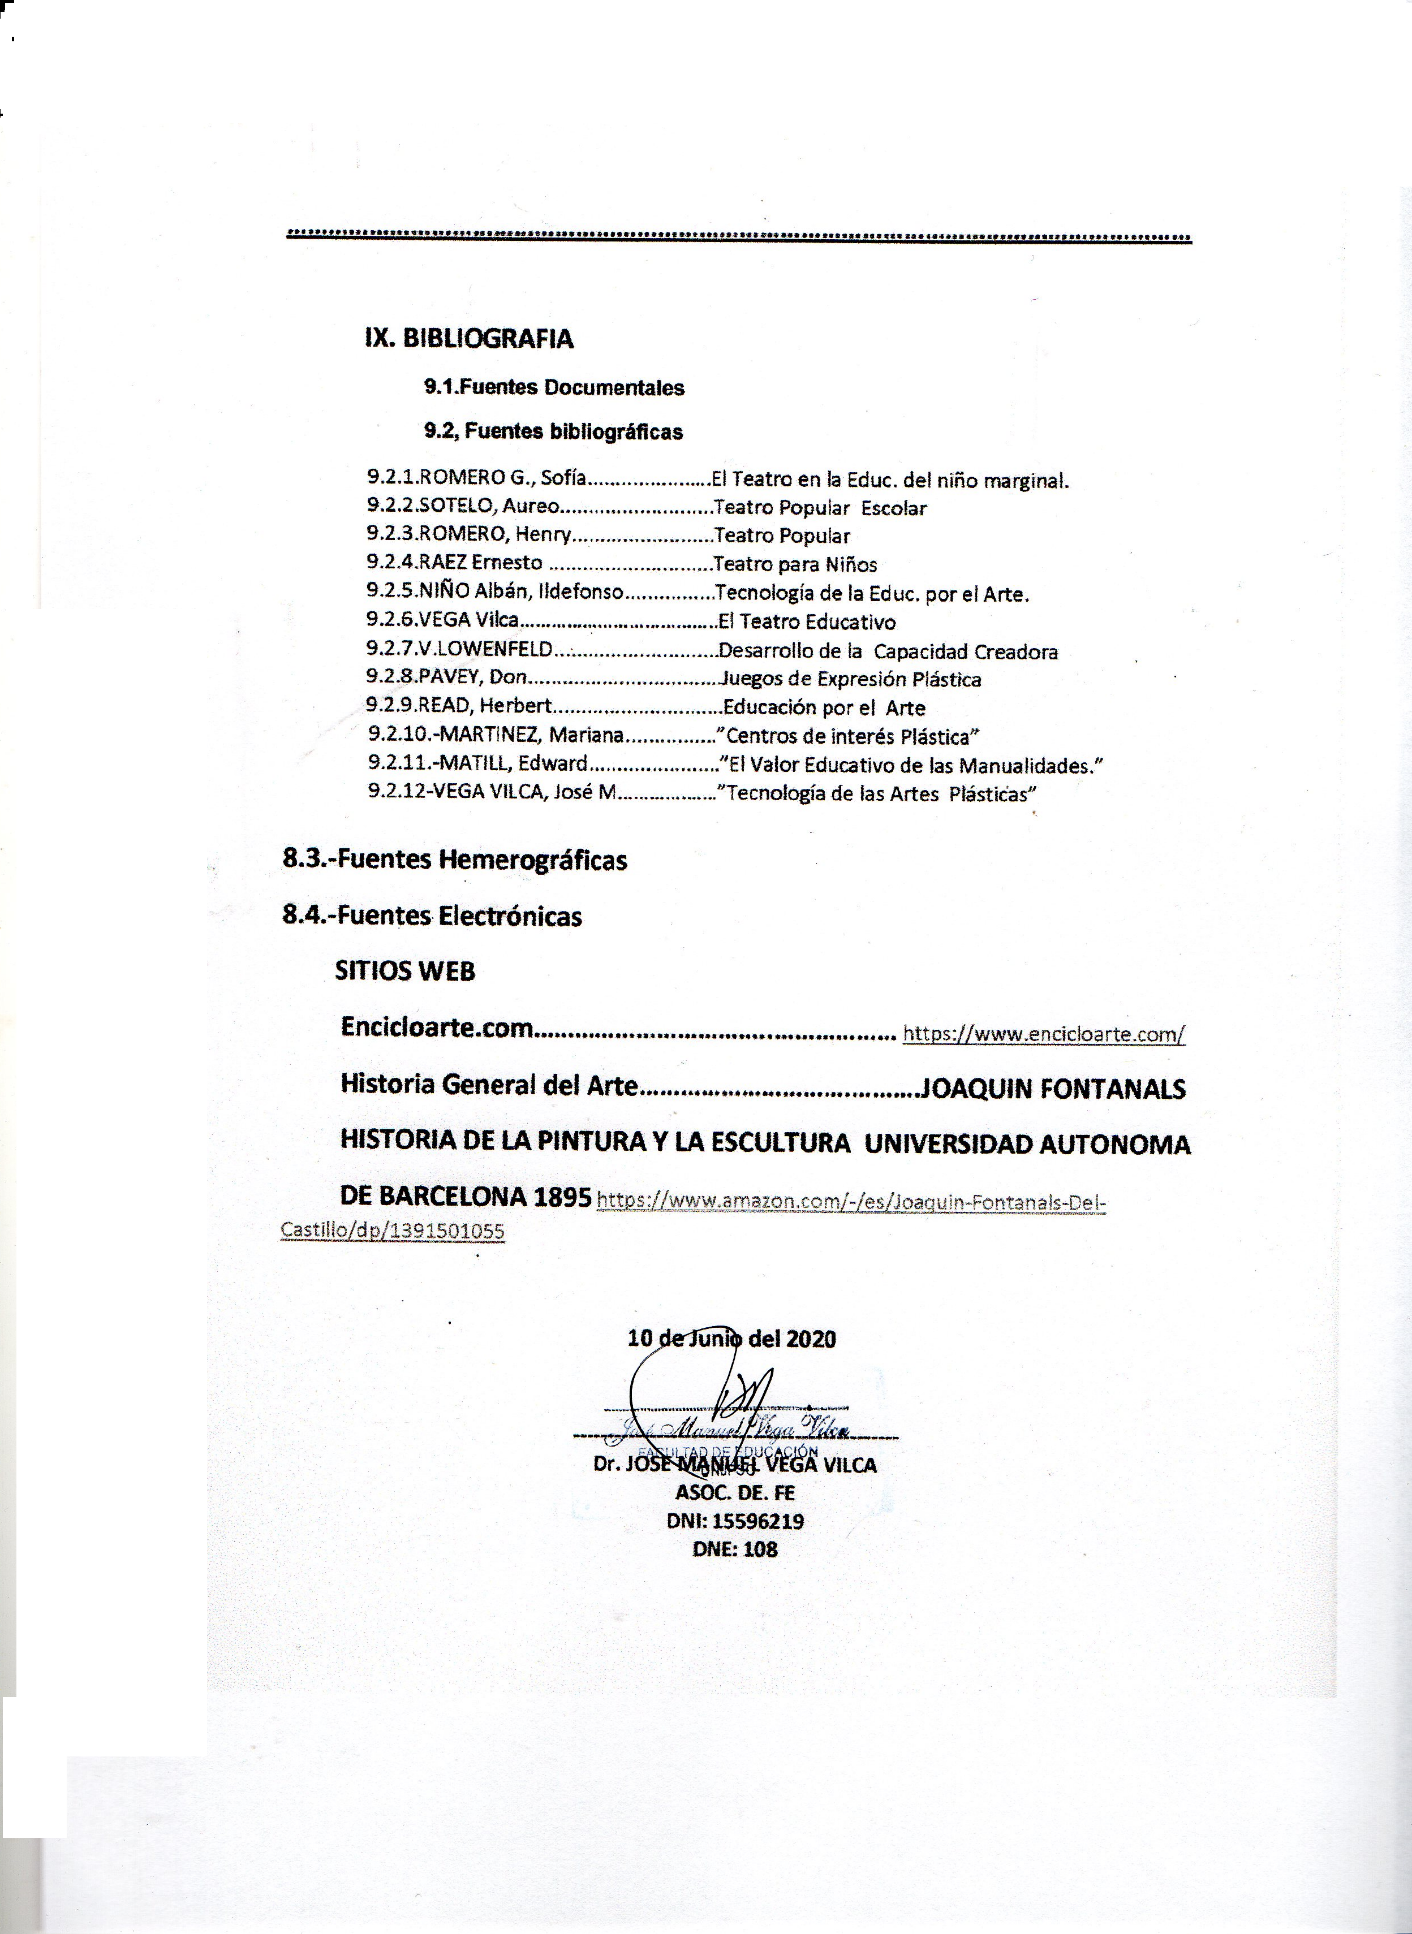 IX. BIBLIOGRAFIA
9.1.Fuentes Documentales
9.2, Fuentes bibliográficas
9.2.1.ROMERO G., Sofía......................El Teatro en la Educ. del niño marginal.
9.2.2.SOTELO, Aureo...........................Teatro Popular Escolar
9.2.3.ROMERO, Henry.........................Teatro Popular
9.2.4.RAEZ Ernesto .............................Teatro para Niños
9.2.5.NIÑO Albán, Ildefonso................Tecnología de la Educ. por el Arte.
9.2.6.VEGA Vilca...................................El Teatro Educativo
9.2.7.V.LOWENFELD.............................Desarrollo de la Capacidad Creadora
9.2.8.PAVEY, Don..................................Juegos de Expresión Plástica
9.2.9.READ, Herbert..............................Educación por el Arte
9.2.10.-MARTINEZ, Mariana................"Centros de interés Plástica"
9.2.11.-MATILL, Edward......................."El Valor Educativo de las Manualidades."
9.2.12-VEGA VILCA, José M..................."Tecnología de las Artes Plásticas"
8.3.-Fuentes Hemerográficas
8.4.-Fuentes Electrónicas
SITIOS WEB
Encicloarte.com...................................................... https://www.encicloarte.com/
Historia General del Arte..........................................JOAQUIN FONTANALS
HISTORIA DE LA PINTURA Y LA ESCULTURA UNIVERSIDAD AUTONOMA
DE BARCELONA 1895 https://www.amazon.com/-/es/Joaquin-Fontanals-Del-
Castillo/dp/1391501055
10 de Junio del 2020
José Manuel Vega Vilca
FACULTAD DE EDUCACIÓN
Dr. JOSE MANUEL VEGA VILCA
ASOC. DE. FE
DNI: 15596219
DNE: 108